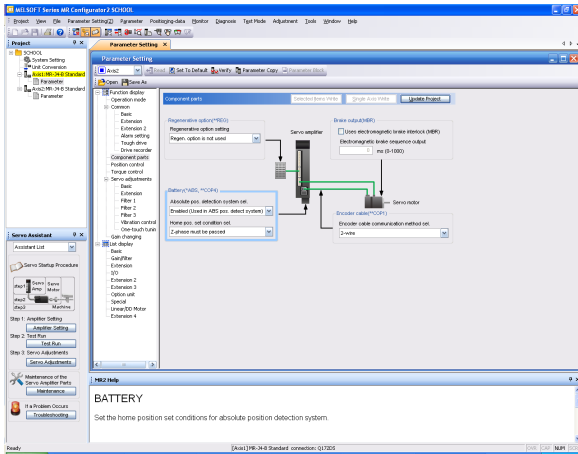 MELSOFT Series MR Configurator2 SCHOOL
Project View File Parameter Setting(Z) Parameter Positioning-data Monitor Diagnosis Test Mode Adjustment Tools Window Help
Project
SCHOOL
System Setting
Unit Conversion
Axis1:MR-J4-B Standard
Parameter
Axis2:MR-J4-B Standard
Parameter
Servo Assistant
Assistant List
Servo Startup Procedure
step1 Servo Amp Servo Motor
step2
step3 Machine
Step 1: Amplifier Setting
Amplifier Setting
Step 2: Test Run
Test Run
Step 3: Servo Adjustments
Servo Adjustments
Maintenance of the
Servo Amplifier Parts
Maintenance
If a Problem Occurs
Troubleshooting
Parameter Setting
Parameter Setting
Axis2 Read Set To Default Verify Parameter Copy Parameter Block
Open Save As
Function display
Operation mode
Common
Basic
Extension
Extension 2
Alarm setting
Tough drive
Drive recorder
Component parts
Position control
Torque control
Servo adjustments
Basic
Extension
Filter 1
Filter 2
Filter 3
Vibration control
One-touch tunin
Gain changing
List display
Basic
Gain/filter
Extension
I/O
Extension 2
Extension 3
Option unit
Special
Linear/DD Motor
Extension 4
Component parts
Selected Items Write Single Axis Write Update Project
Regenerative option(**REG)
Regenerative option setting
Regen. option is not used
Servo amplifier
Brake output(MBR)
Uses electromagnetic brake interlock (MBR)
Electromagnetic brake sequence output
0 ms (0-1000)
Battery(*ABS, **COP4)
Absolute pos. detection system sel.
Enabled (Used in ABS pos. detect system)
Home pos. set condition sel.
Z-phase must be passed
Servo motor
Encoder cable(**COP1)
Encoder cable communication method sel.
2-wire
MR2 Help
BATTERY
Set the home position set conditions for absolute position detection system.
Ready
[Axis1] MR-J4-B Standard connection: Q172DS
OVR CAP NUM SCRL